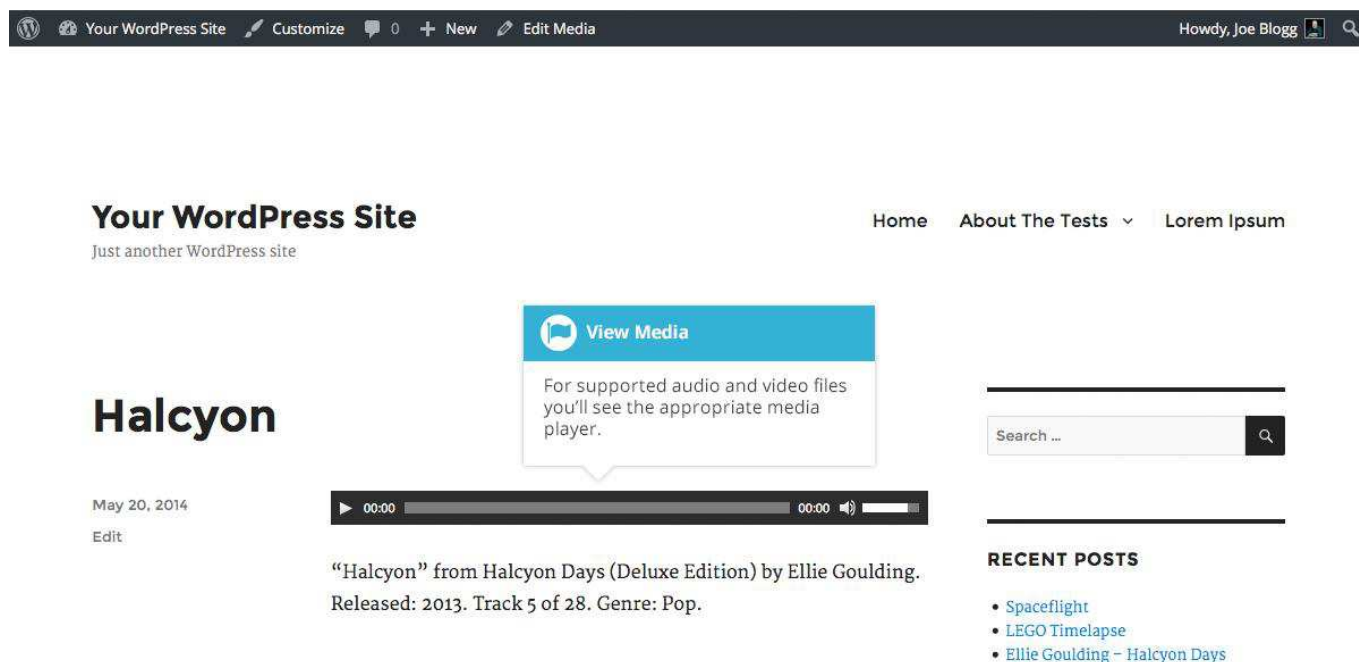 Your WordPress Site Customize 0 New Edit Media Howdy, Joe Blogg
Your WordPress Site
Just another WordPress site
Home About The Tests Lorem Ipsum
View Media
For supported audio and video files
you'll see the appropriate media
player.
Halcyon
May 20, 2014
Edit
00:00 00:00
“Halcyon” from Halcyon Days (Deluxe Edition) by Ellie Goulding.
Released: 2013. Track 5 of 28. Genre: Pop.
Search ...
RECENT POSTS
• Spaceflight
• LEGO Timelapse
• Ellie Goulding – Halcyon Days